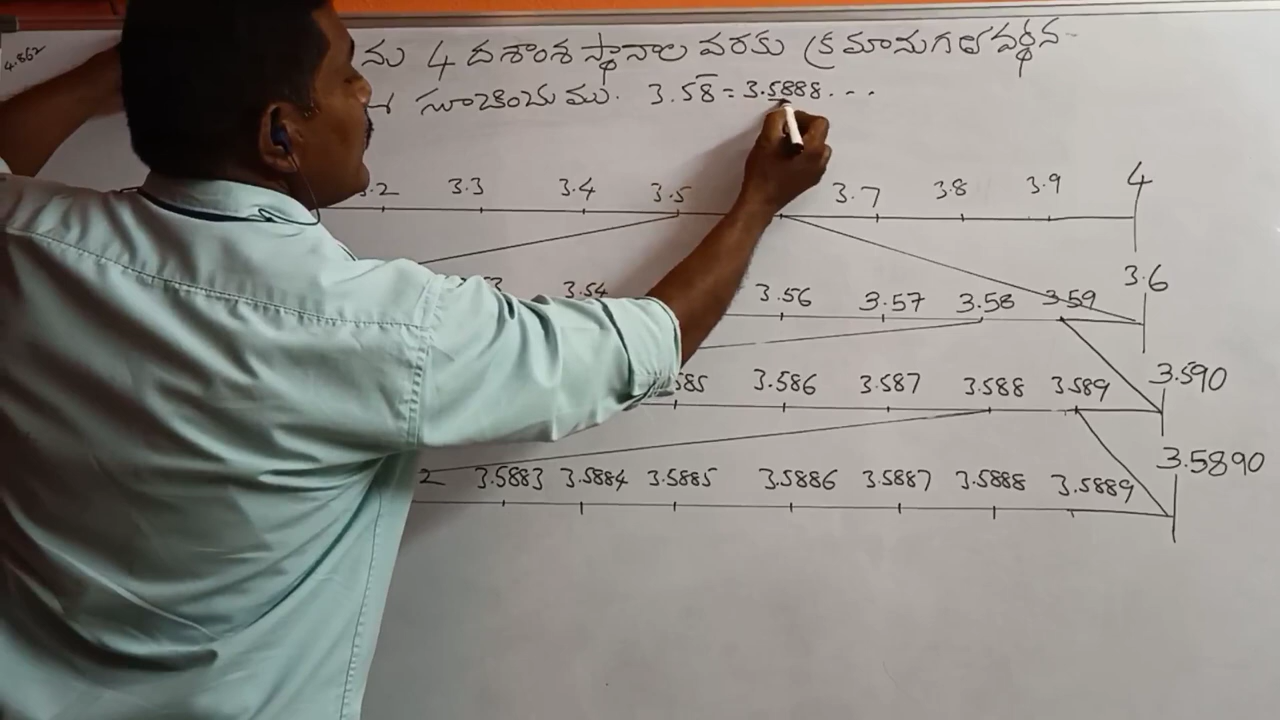 4.862
ను 4 దశాంశ స్థానాల వరకు క్రమానుగత వర్థన
సూచించుము. 3.58̅ = 3.5888...
3.2 3.3 3.4 3.5 3.7 3.8 3.9 4
3.54 3.56 3.57 3.58 3.59 3.6
3.585 3.586 3.587 3.588 3.589 3.590
2 3.5883 3.5884 3.5885 3.5886 3.5887 3.5888 3.5889 3.5890